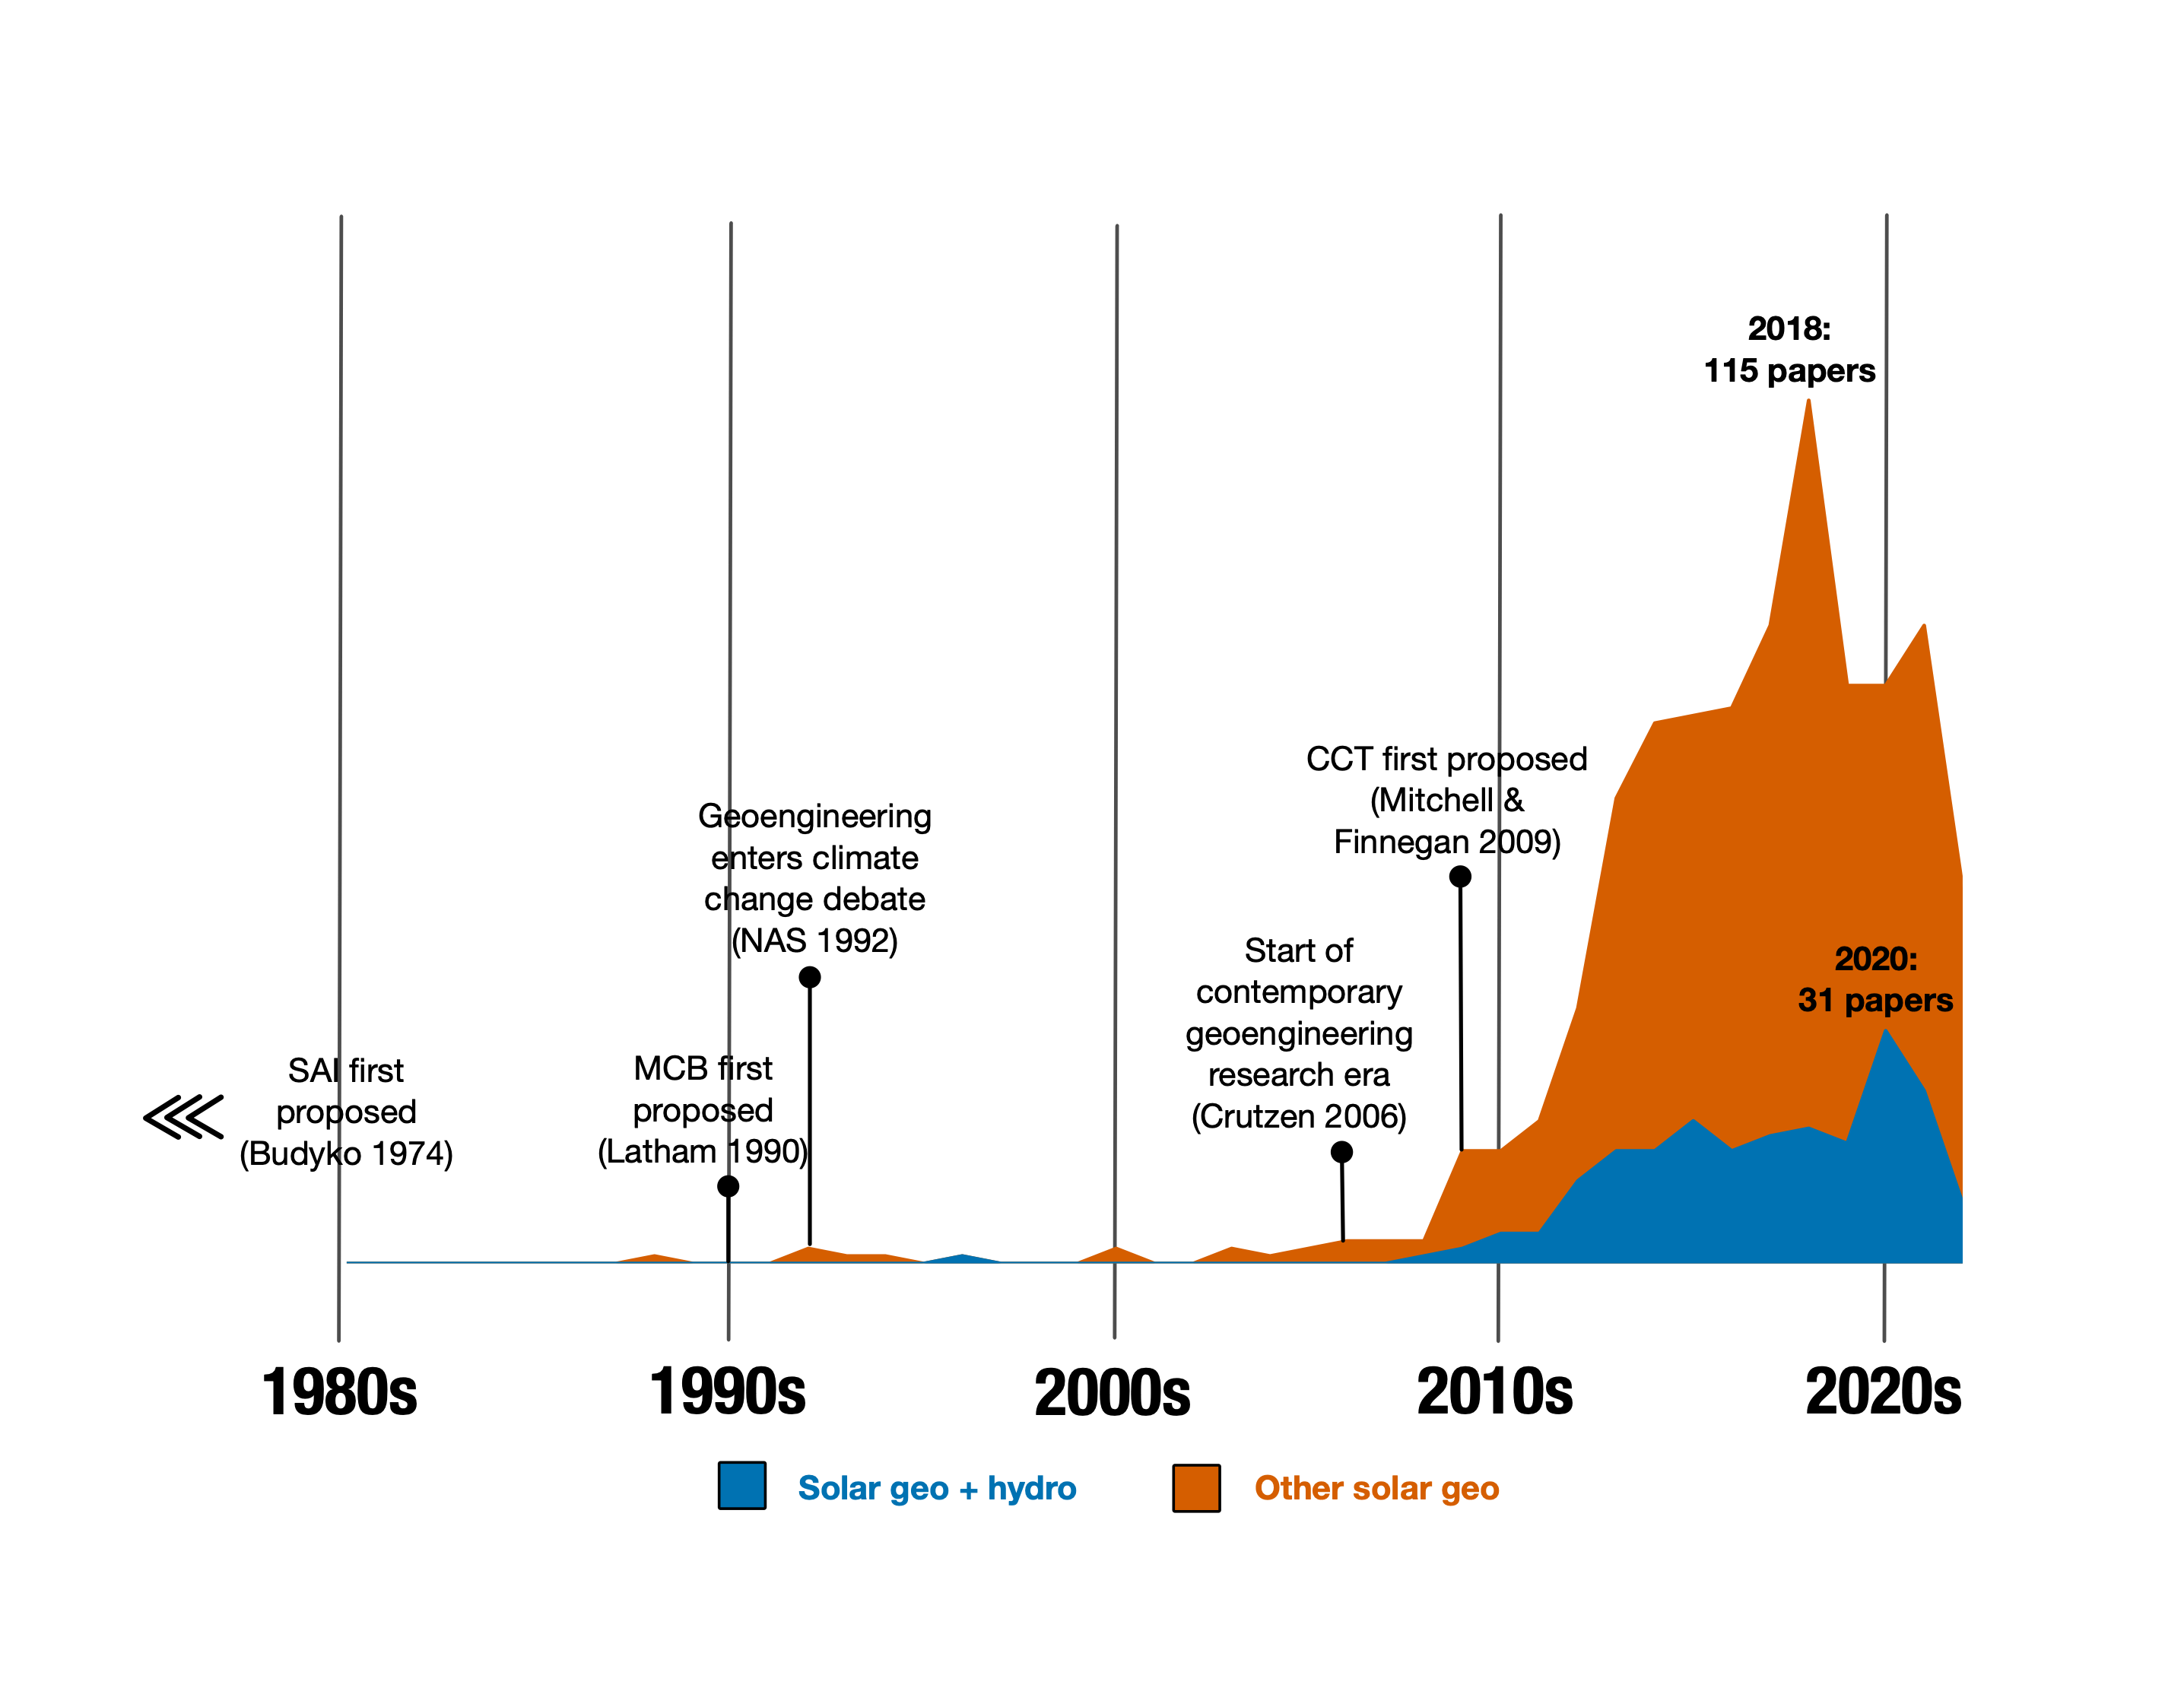 2018:
115 papers
CCT first proposed
(Mitchell &
Finnegan 2009)
Geoengineering
enters climate
change debate
(NAS 1992)
Start of
contemporary
geoengineering
research era
(Crutzen 2006)
2020:
31 papers
SAI first
proposed
(Budyko 1974)
MCB first
proposed
(Latham 1990)
1980s
1990s
2000s
2010s
2020s
Solar geo + hydro
Other solar geo